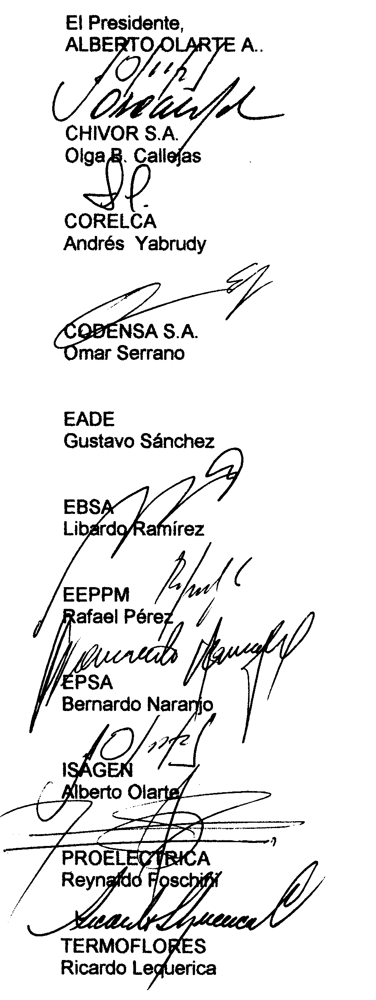 El Presidente,
ALBERTO OLARTE A..
CHIVOR S.A.
Olga B. Callejas
CORELCA
Andrés Yabrudy
CODENSA S.A.
Omar Serrano
EADE
Gustavo Sánchez
EBSA
Libardo Ramírez
EEPPM
Rafael Pérez
EPSA
Bernardo Naranjo
ISAGEN
Alberto Olarte
PROELECTRICA
Reynaldo Foschini
TERMOFLORES
Ricardo Lequerica